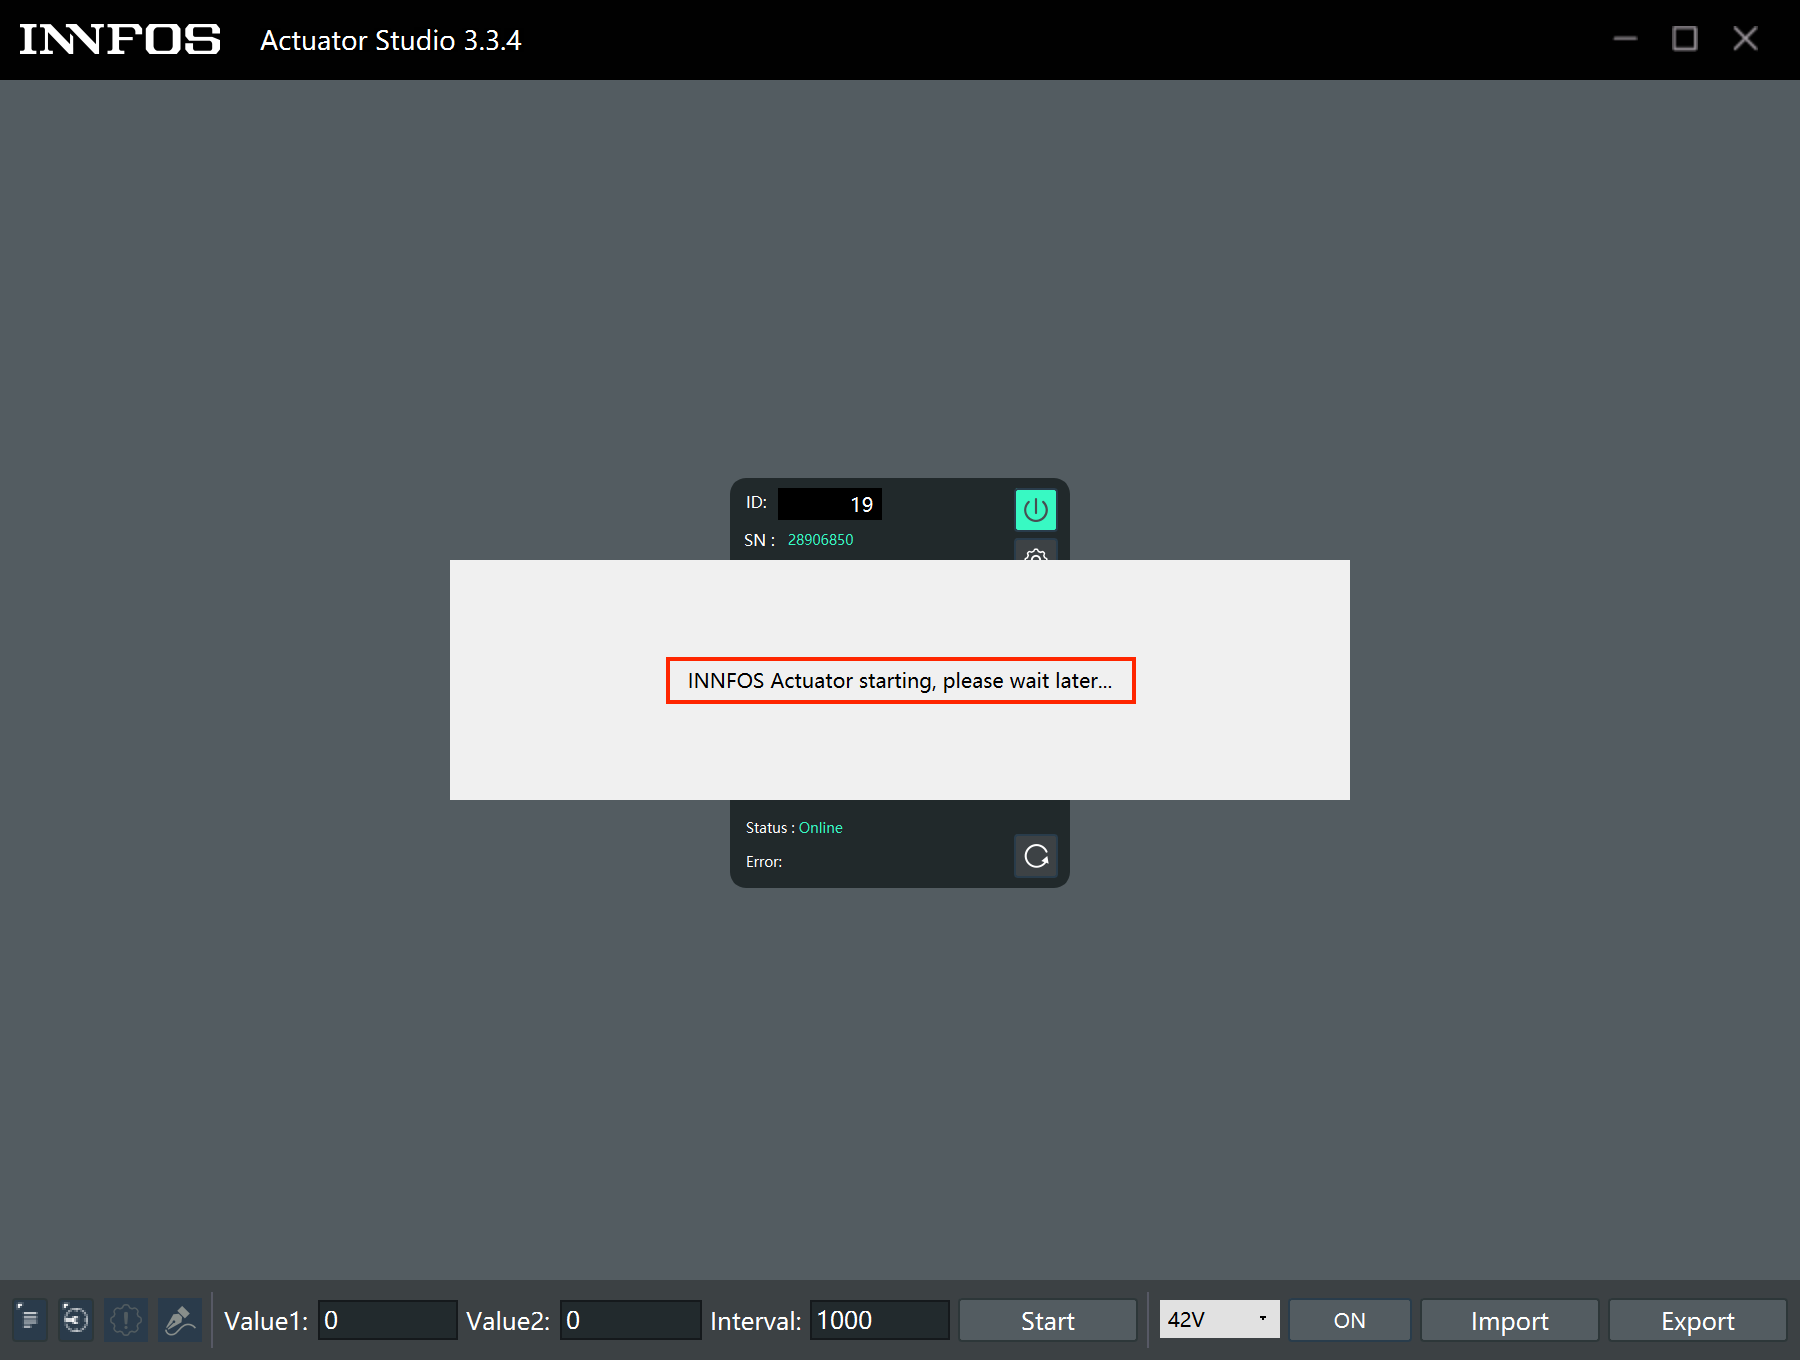 INNFOS Actuator Studio 3.3.4
ID: 19
SN : 28906850
INNFOS Actuator starting, please wait later...
Status : Online
Error:
Value1: 0 Value2: 0 Interval: 1000 Start 42V ON Import Export